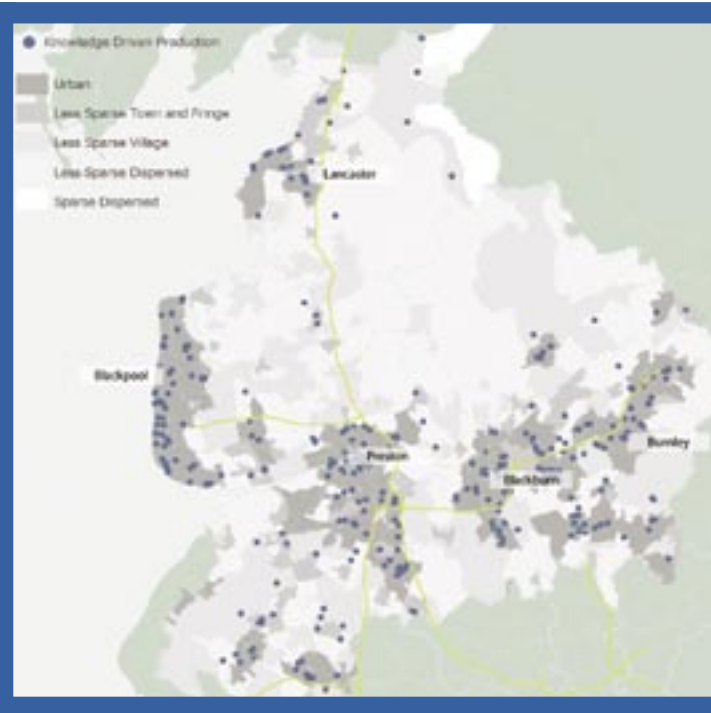 Knowledge Driven Production
Urban
Less Sparse Town and Fringe
Less Sparse Village
Less Sparse Dispersed
Sparse Dispersed
Lancaster
Blackpool
Preston
Burnley
Blackburn